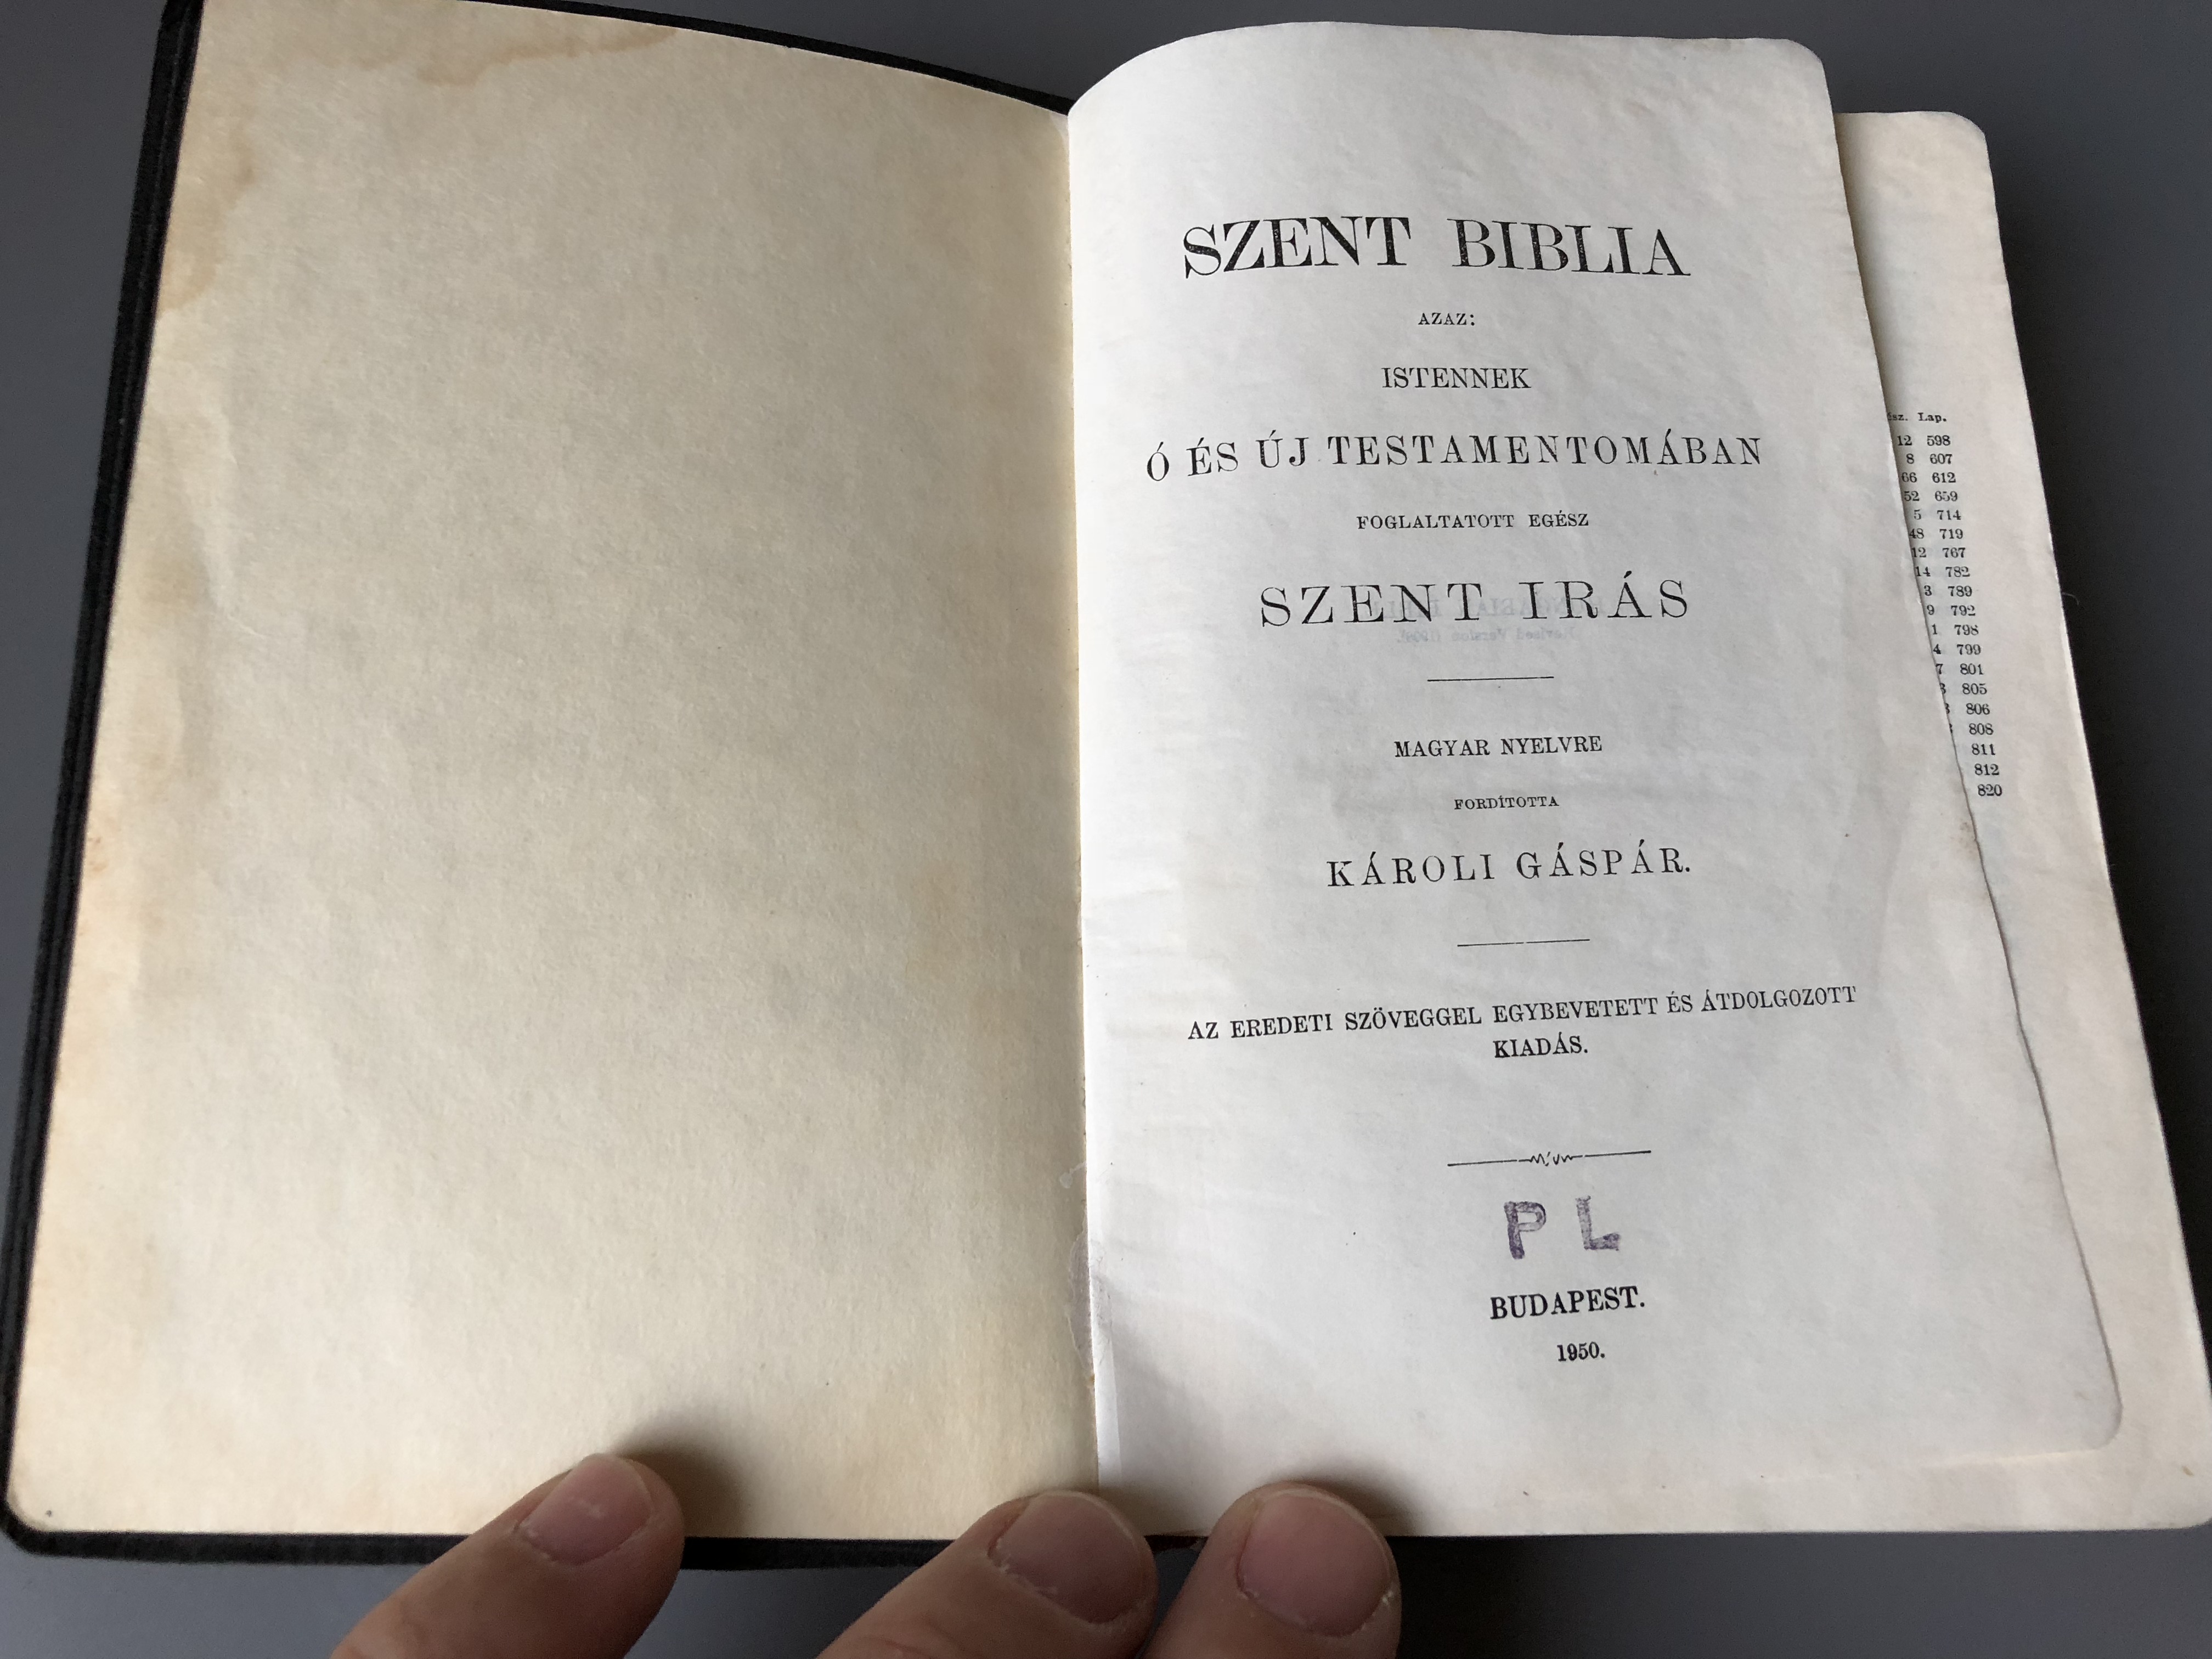 SZENT BIBLIA
AZAZ:
ISTENNEK
Ó ÉS ÚJ TESTAMENTOMÁBAN
FOGLALTATOTT EGÉSZ
SZENT IRÁS
MAGYAR NYELVRE
FORDÍTOTTA
KÁROLI GÁSPÁR.
AZ EREDETI SZÖVEGGEL EGYBEVETETT ÉS ÁTDOLGOZOTT
KIADÁS.
P L
BUDAPEST.
1950.
Lap.
12 598
8 607
66 612
52 659
5 714
48 719
12 767
14 782
3 789
9 792
1 798
4 799
7 801
805
806
808
811
812
820